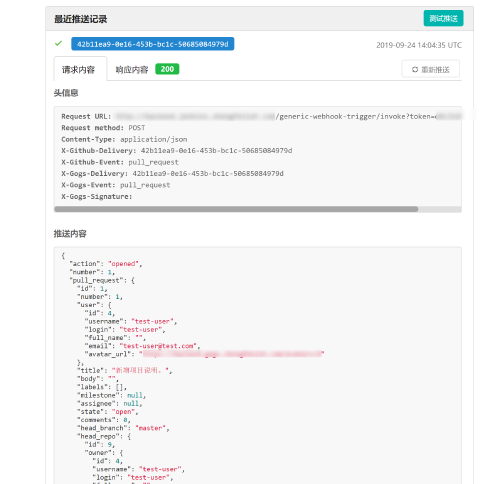 最近推送记录
测试推送
42b11ea9-0e16-453b-bc1c-50685084979d
2019-09-24 14:04:35 UTC
请求内容 响应内容 200
重新推送
头信息
Request URL: /generic-webhook-trigger/invoke?token=
Request method: POST
Content-Type: application/json
X-Github-Delivery: 42b11ea9-0e16-453b-bc1c-50685084979d
X-Github-Event: pull_request
X-Gogs-Delivery: 42b11ea9-0e16-453b-bc1c-50685084979d
X-Gogs-Event: pull_request
X-Gogs-Signature:
推送内容
{
"action": "opened",
"number": 1,
"pull_request": {
"id": 1,
"number": 1,
"user": {
"id": 4,
"username": "test-user",
"login": "test-user",
"full_name": "",
"email": "test-user@test.com",
"avatar_url": "
},
"title": "新增项目说明。",
"body": "",
"labels": [],
"milestone": null,
"assignee": null,
"state": "open",
"comments": 0,
"head_branch": "master",
"head_repo": {
"id": 9,
"owner": {
"id": 4,
"username": "test-user",
"login": "test-user",